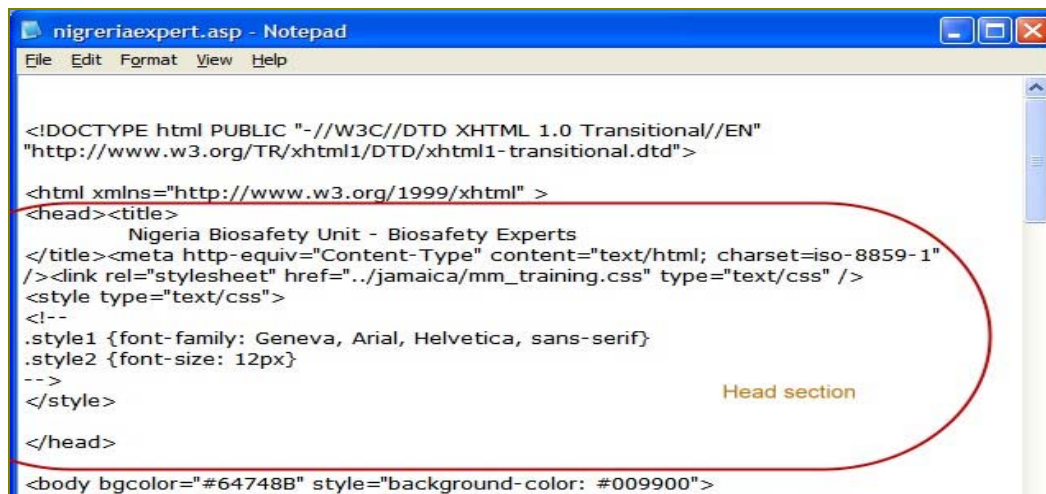 nigreriaexpert.asp - Notepad
File Edit Format View Help
<!DOCTYPE html PUBLIC "-//W3C//DTD XHTML 1.0 Transitional//EN"
"http://www.w3.org/TR/xhtml1/DTD/xhtml1-transitional.dtd">
<html xmlns="http://www.w3.org/1999/xhtml" >
<head><title>
Nigeria Biosafety Unit - Biosafety Experts
</title><meta http-equiv="Content-Type" content="text/html; charset=iso-8859-1"
/><link rel="stylesheet" href="../jamaica/mm_training.css" type="text/css" />
<style type="text/css">
<!--
.style1 {font-family: Geneva, Arial, Helvetica, sans-serif}
.style2 {font-size: 12px}
-->
</style>
Head section
</head>
<body bgcolor="#64748B" style="background-color: #009900">